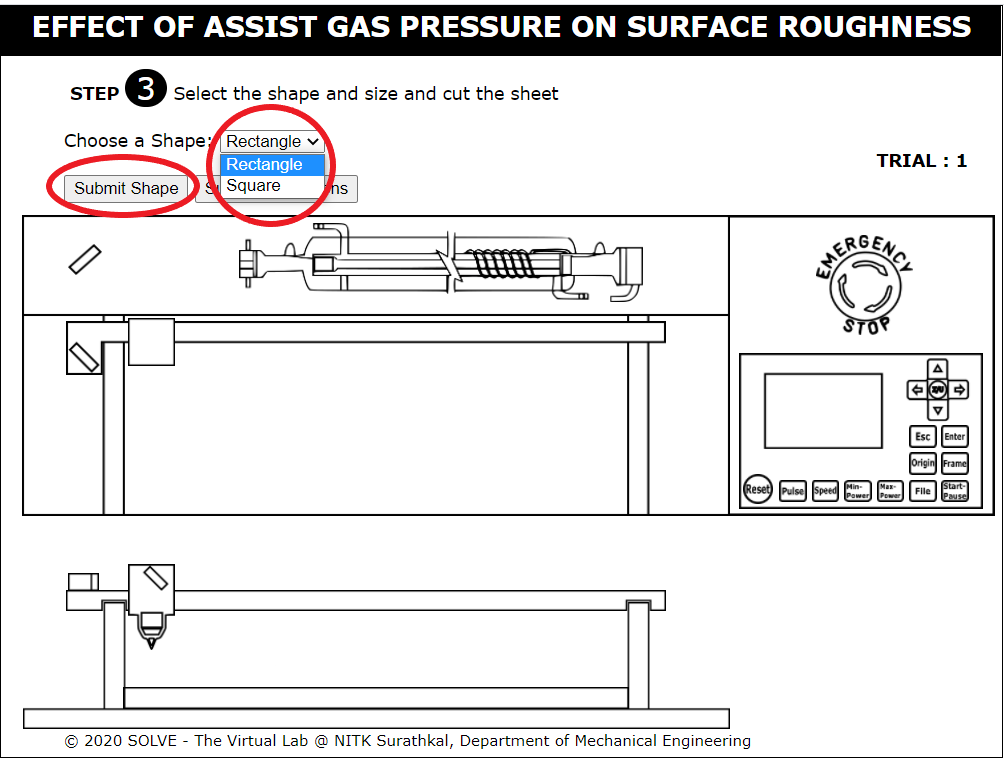 EFFECT OF ASSIST GAS PRESSURE ON SURFACE ROUGHNESS
STEP 3 Select the shape and size and cut the sheet
Choose a Shape: Rectangle
Rectangle
Square
TRIAL : 1
Submit Shape
EMERGENCY
STOP
X/U
Esc Enter
Origin Frame
Reset Pulse Speed Min-Power Max-Power File Start-Pause
© 2020 SOLVE - The Virtual Lab @ NITK Surathkal, Department of Mechanical Engineering